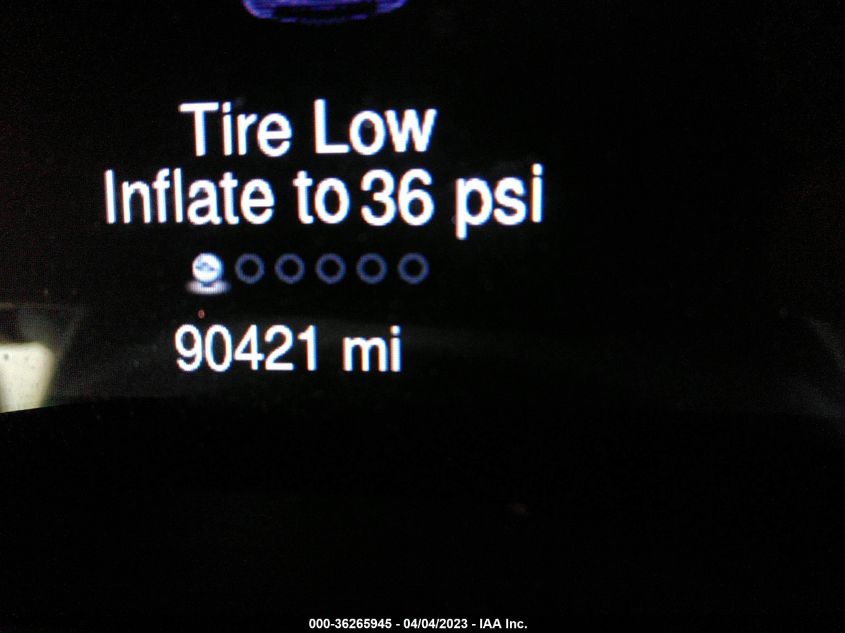 Tire Low
Inflate to 36 psi
90421 mi
000-36265945 - 04/04/2023 - IAA Inc.